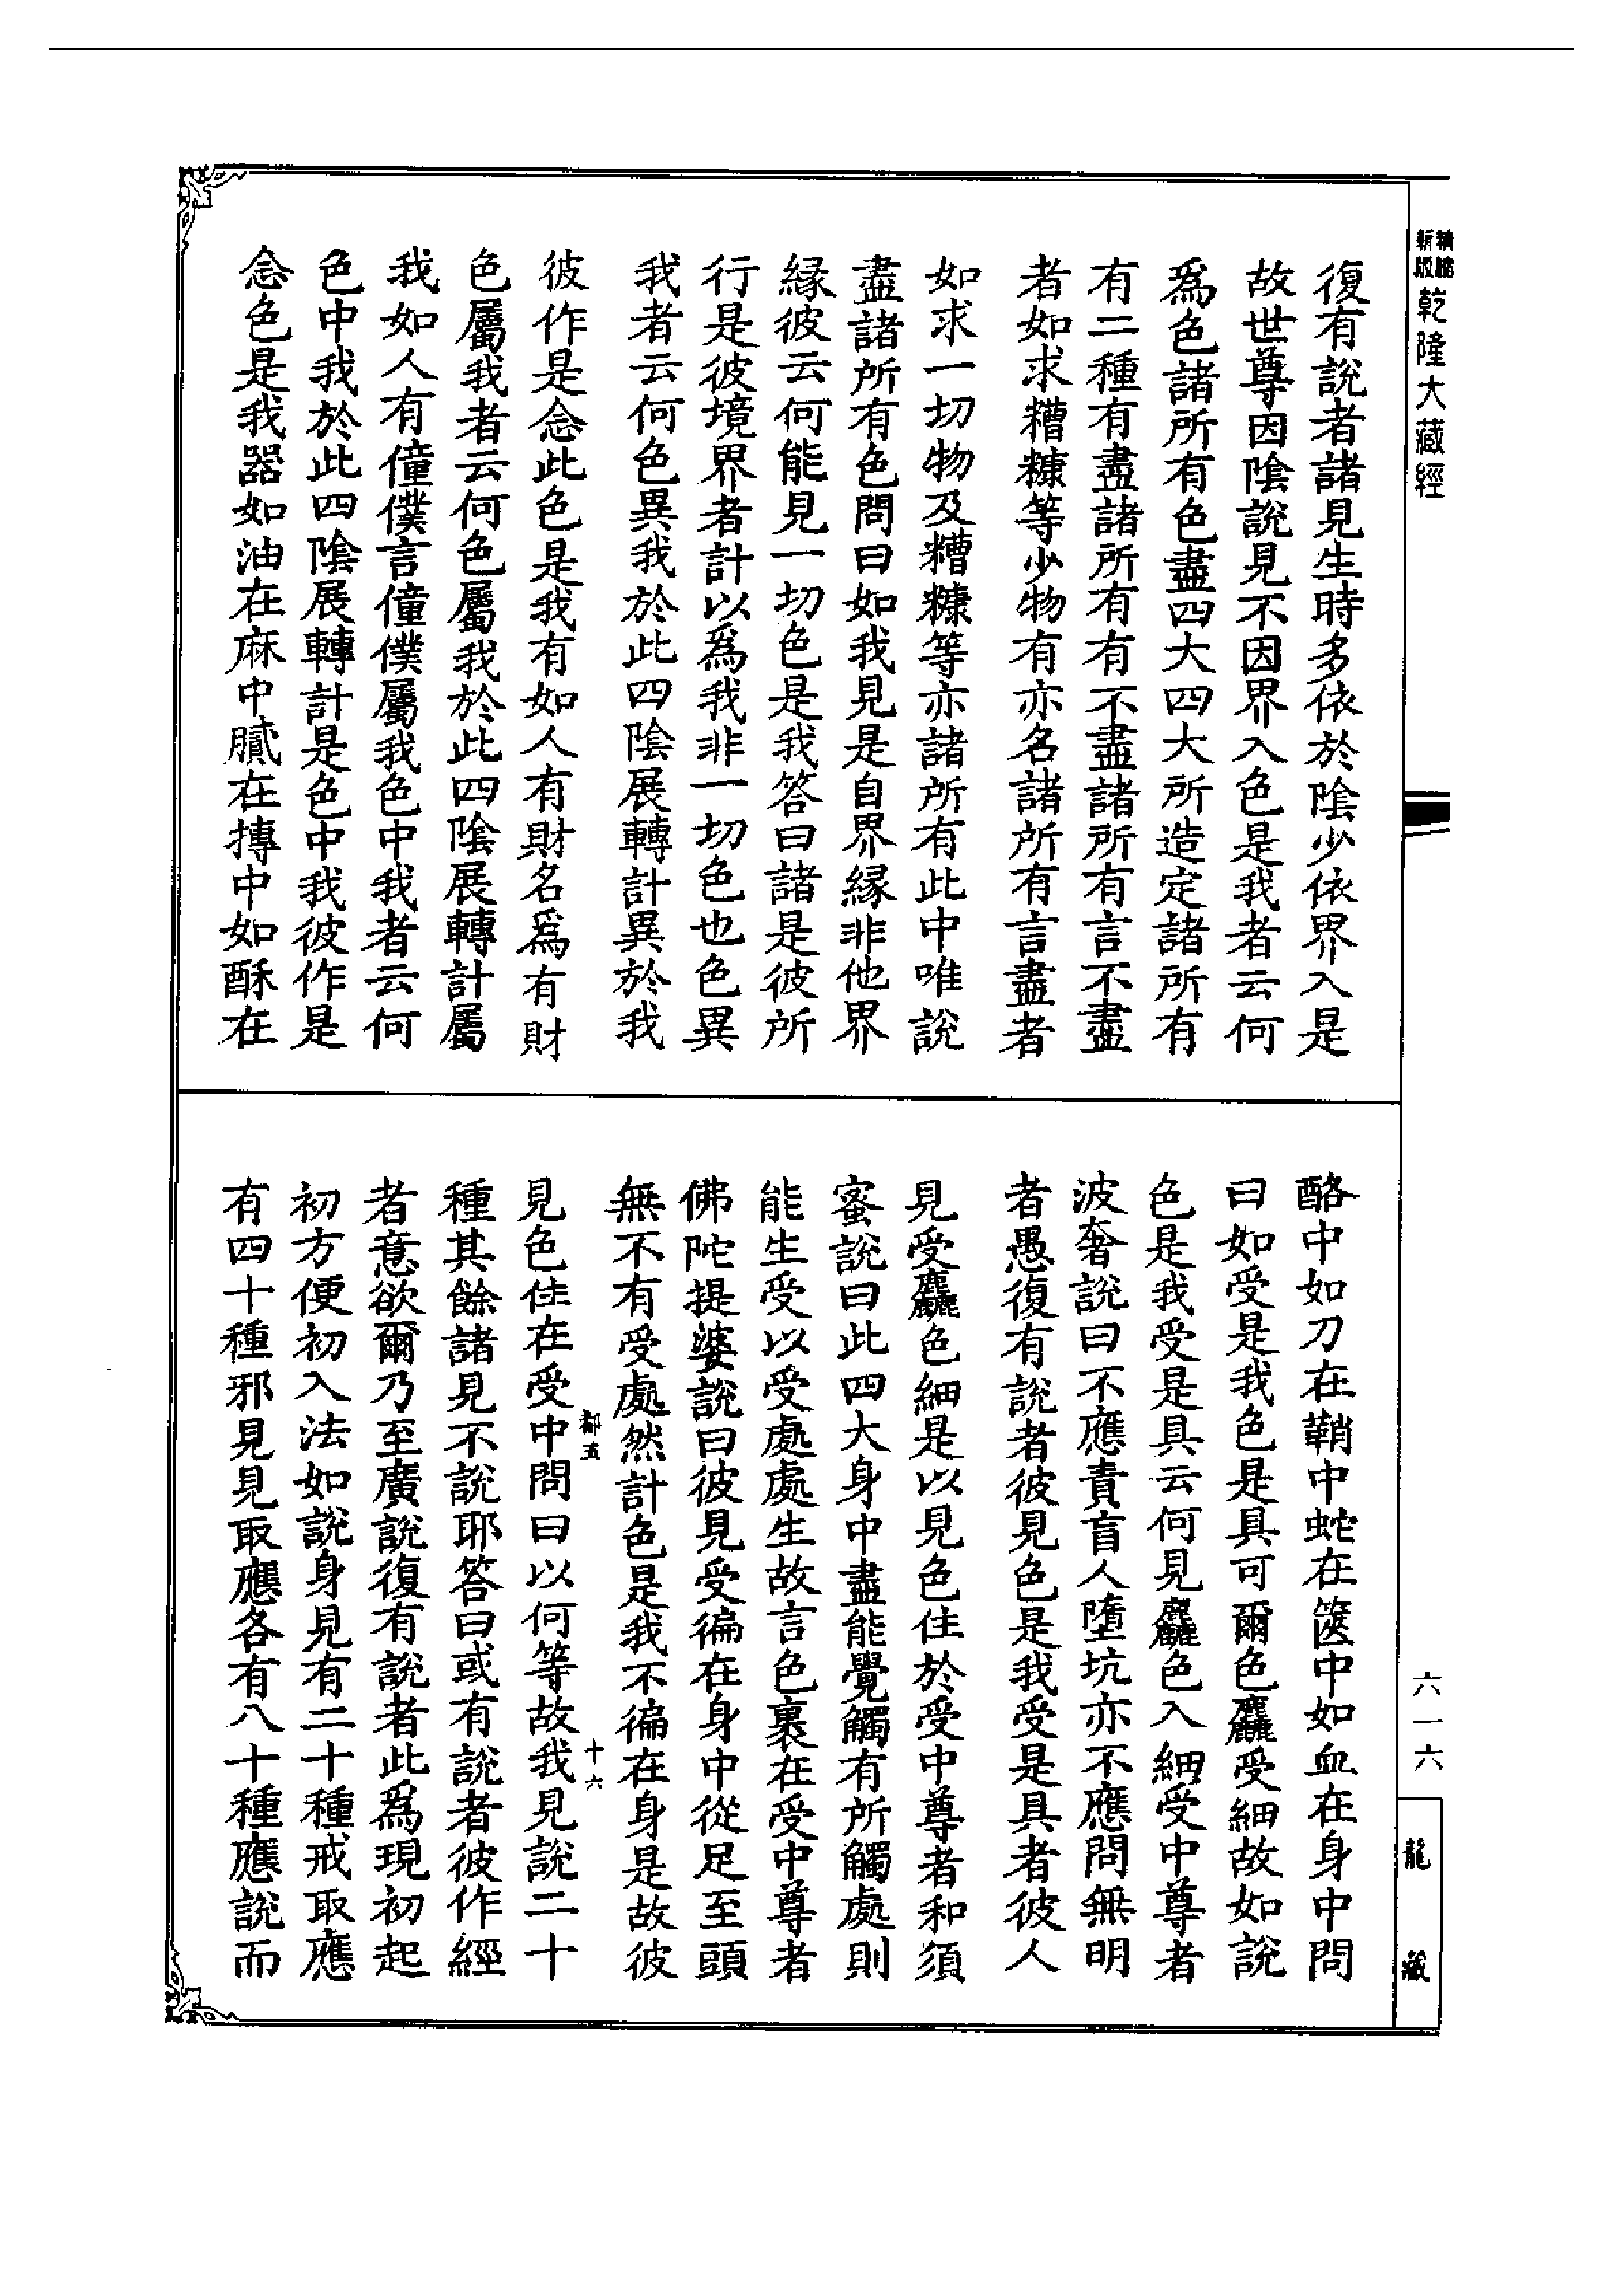 精縮新版乾隆大藏經
復有說者諸見生時多依於陰少依界入是
故世尊因陰說見不因界入色是我者云何
爲色諸所有色盡四大四大所造定諸所有
有二種有盡諸所有有不盡諸所有言不盡
者如求糟糠等少物有亦名諸所有言盡者
如求一切物及糟糠等亦諸所有此中唯說
盡諸所有色問曰如我見是自界緣非他界
緣彼云何能見一切色是我答曰諸是彼所
行是彼境界者計以爲我非一切色也色異
我者云何色異我於此四陰展轉計異於我
彼作是念此色是我有如人有財名爲有財
色屬我者云何色屬我於此四陰展轉計屬
我如人有僮僕言僮僕屬我色中我者云何
色中我於此四陰展轉計是色中我彼作是
念色是我器如油在麻中膩在摶中如酥在
酪中如刀在鞘中蛇在篋中如血在身中問
曰如受是我色是具可爾色麤受細故如說
色是我受是具云何見麤色入細受中尊者
波奢說曰不應責盲人墮坑亦不應問無明
者愚復有說者彼見色是我受是具者彼人
見受麤色細是以見色住於受中尊者和須
蜜說曰此四大身中盡能覺觸有所觸處則
能生受以受處處生故言色裹在受中尊者
佛陀提婆說曰彼見受徧在身中從足至頭
無不有受處然計色是我不徧在身是故彼
都五
十六
見色住在受中問曰以何等故我見說二十
種其餘諸見不說耶答曰或有說者彼作經
者意欲爾乃至廣說復有說者此爲現初起
初方便初入法如說身見有二十種戒取應
有四十種邪見見取應各有八十種應說而
六一六
龍藏